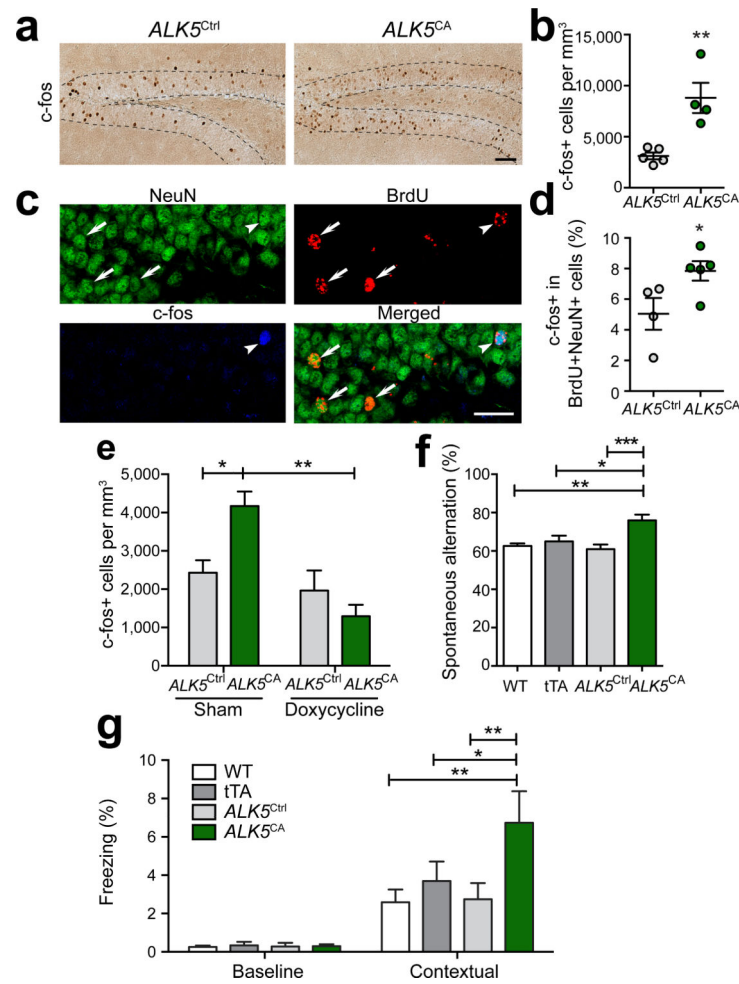 a
ALK5Ctrl
ALK5CA
c-fos
b
c-fos+ cells per mm3
15,000
10,000
5,000
0
**
ALK5Ctrl ALK5CA
c
NeuN
BrdU
c-fos
Merged
d
c-fos+ in
BrdU+NeuN+ cells (%)
10
8
6
4
2
0
*
ALK5Ctrl ALK5CA
e
c-fos+ cells per mm3
5,000
4,000
3,000
2,000
1,000
0
*
**
ALK5Ctrl ALK5CA
ALK5Ctrl ALK5CA
Sham
Doxycycline
f
Spontaneous alternation (%)
100
80
60
40
20
0
***
*
**
WT
tTA
ALK5Ctrl
ALK5CA
g
Freezing (%)
10
8
6
4
2
0
WT
tTA
ALK5Ctrl
ALK5CA
**
*
**
Baseline
Contextual